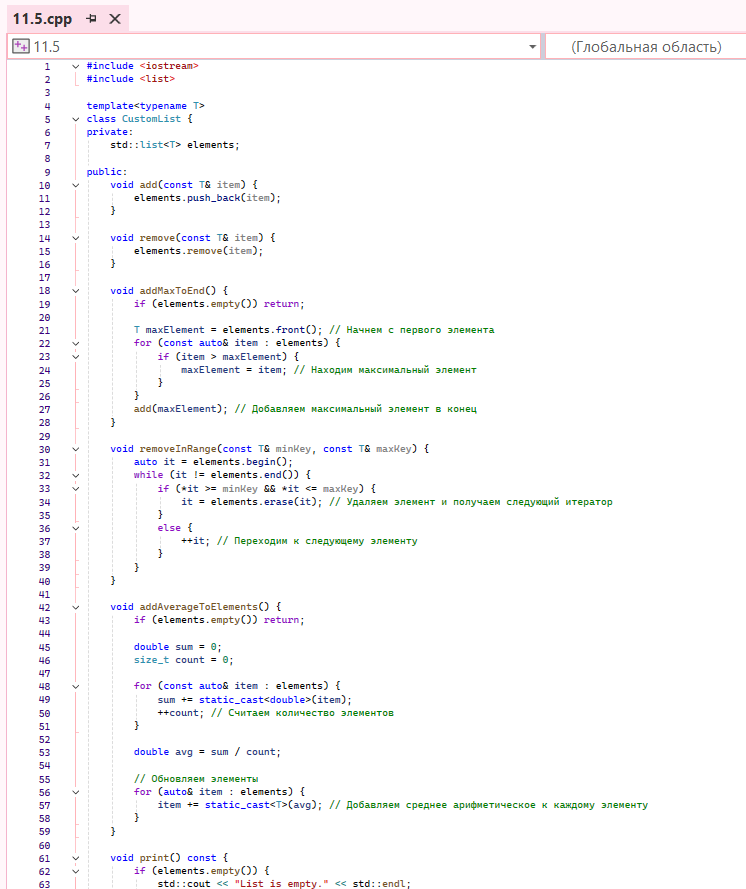 11.5.cpp
11.5 (Глобальная область)
1 #include <iostream>
2 #include <list>
3
4 template<typename T>
5 class CustomList {
6 private:
7     std::list<T> elements;
8
9 public:
10     void add(const T& item) {
11         elements.push_back(item);
12     }
13
14     void remove(const T& item) {
15         elements.remove(item);
16     }
17
18     void addMaxToEnd() {
19         if (elements.empty()) return;
20
21         T maxElement = elements.front(); // Начнем с первого элемента
22         for (const auto& item : elements) {
23             if (item > maxElement) {
24                 maxElement = item; // Находим максимальный элемент
25             }
26         }
27         add(maxElement); // Добавляем максимальный элемент в конец
28     }
29
30     void removeInRange(const T& minKey, const T& maxKey) {
31         auto it = elements.begin();
32         while (it != elements.end()) {
33             if (*it >= minKey && *it <= maxKey) {
34                 it = elements.erase(it); // Удаляем элемент и получаем следующий итератор
35             }
36             else {
37                 ++it; // Переходим к следующему элементу
38             }
39         }
40     }
41
42     void addAverageToElements() {
43         if (elements.empty()) return;
44
45         double sum = 0;
46         size_t count = 0;
47
48         for (const auto& item : elements) {
49             sum += static_cast<double>(item);
50             ++count; // Считаем количество элементов
51         }
52
53         double avg = sum / count;
54
55         // Обновляем элементы
56         for (auto& item : elements) {
57             item += static_cast<T>(avg); // Добавляем среднее арифметическое к каждому элементу
58         }
59     }
60
61     void print() const {
62         if (elements.empty()) {
63             std::cout << "List is empty." << std::endl;